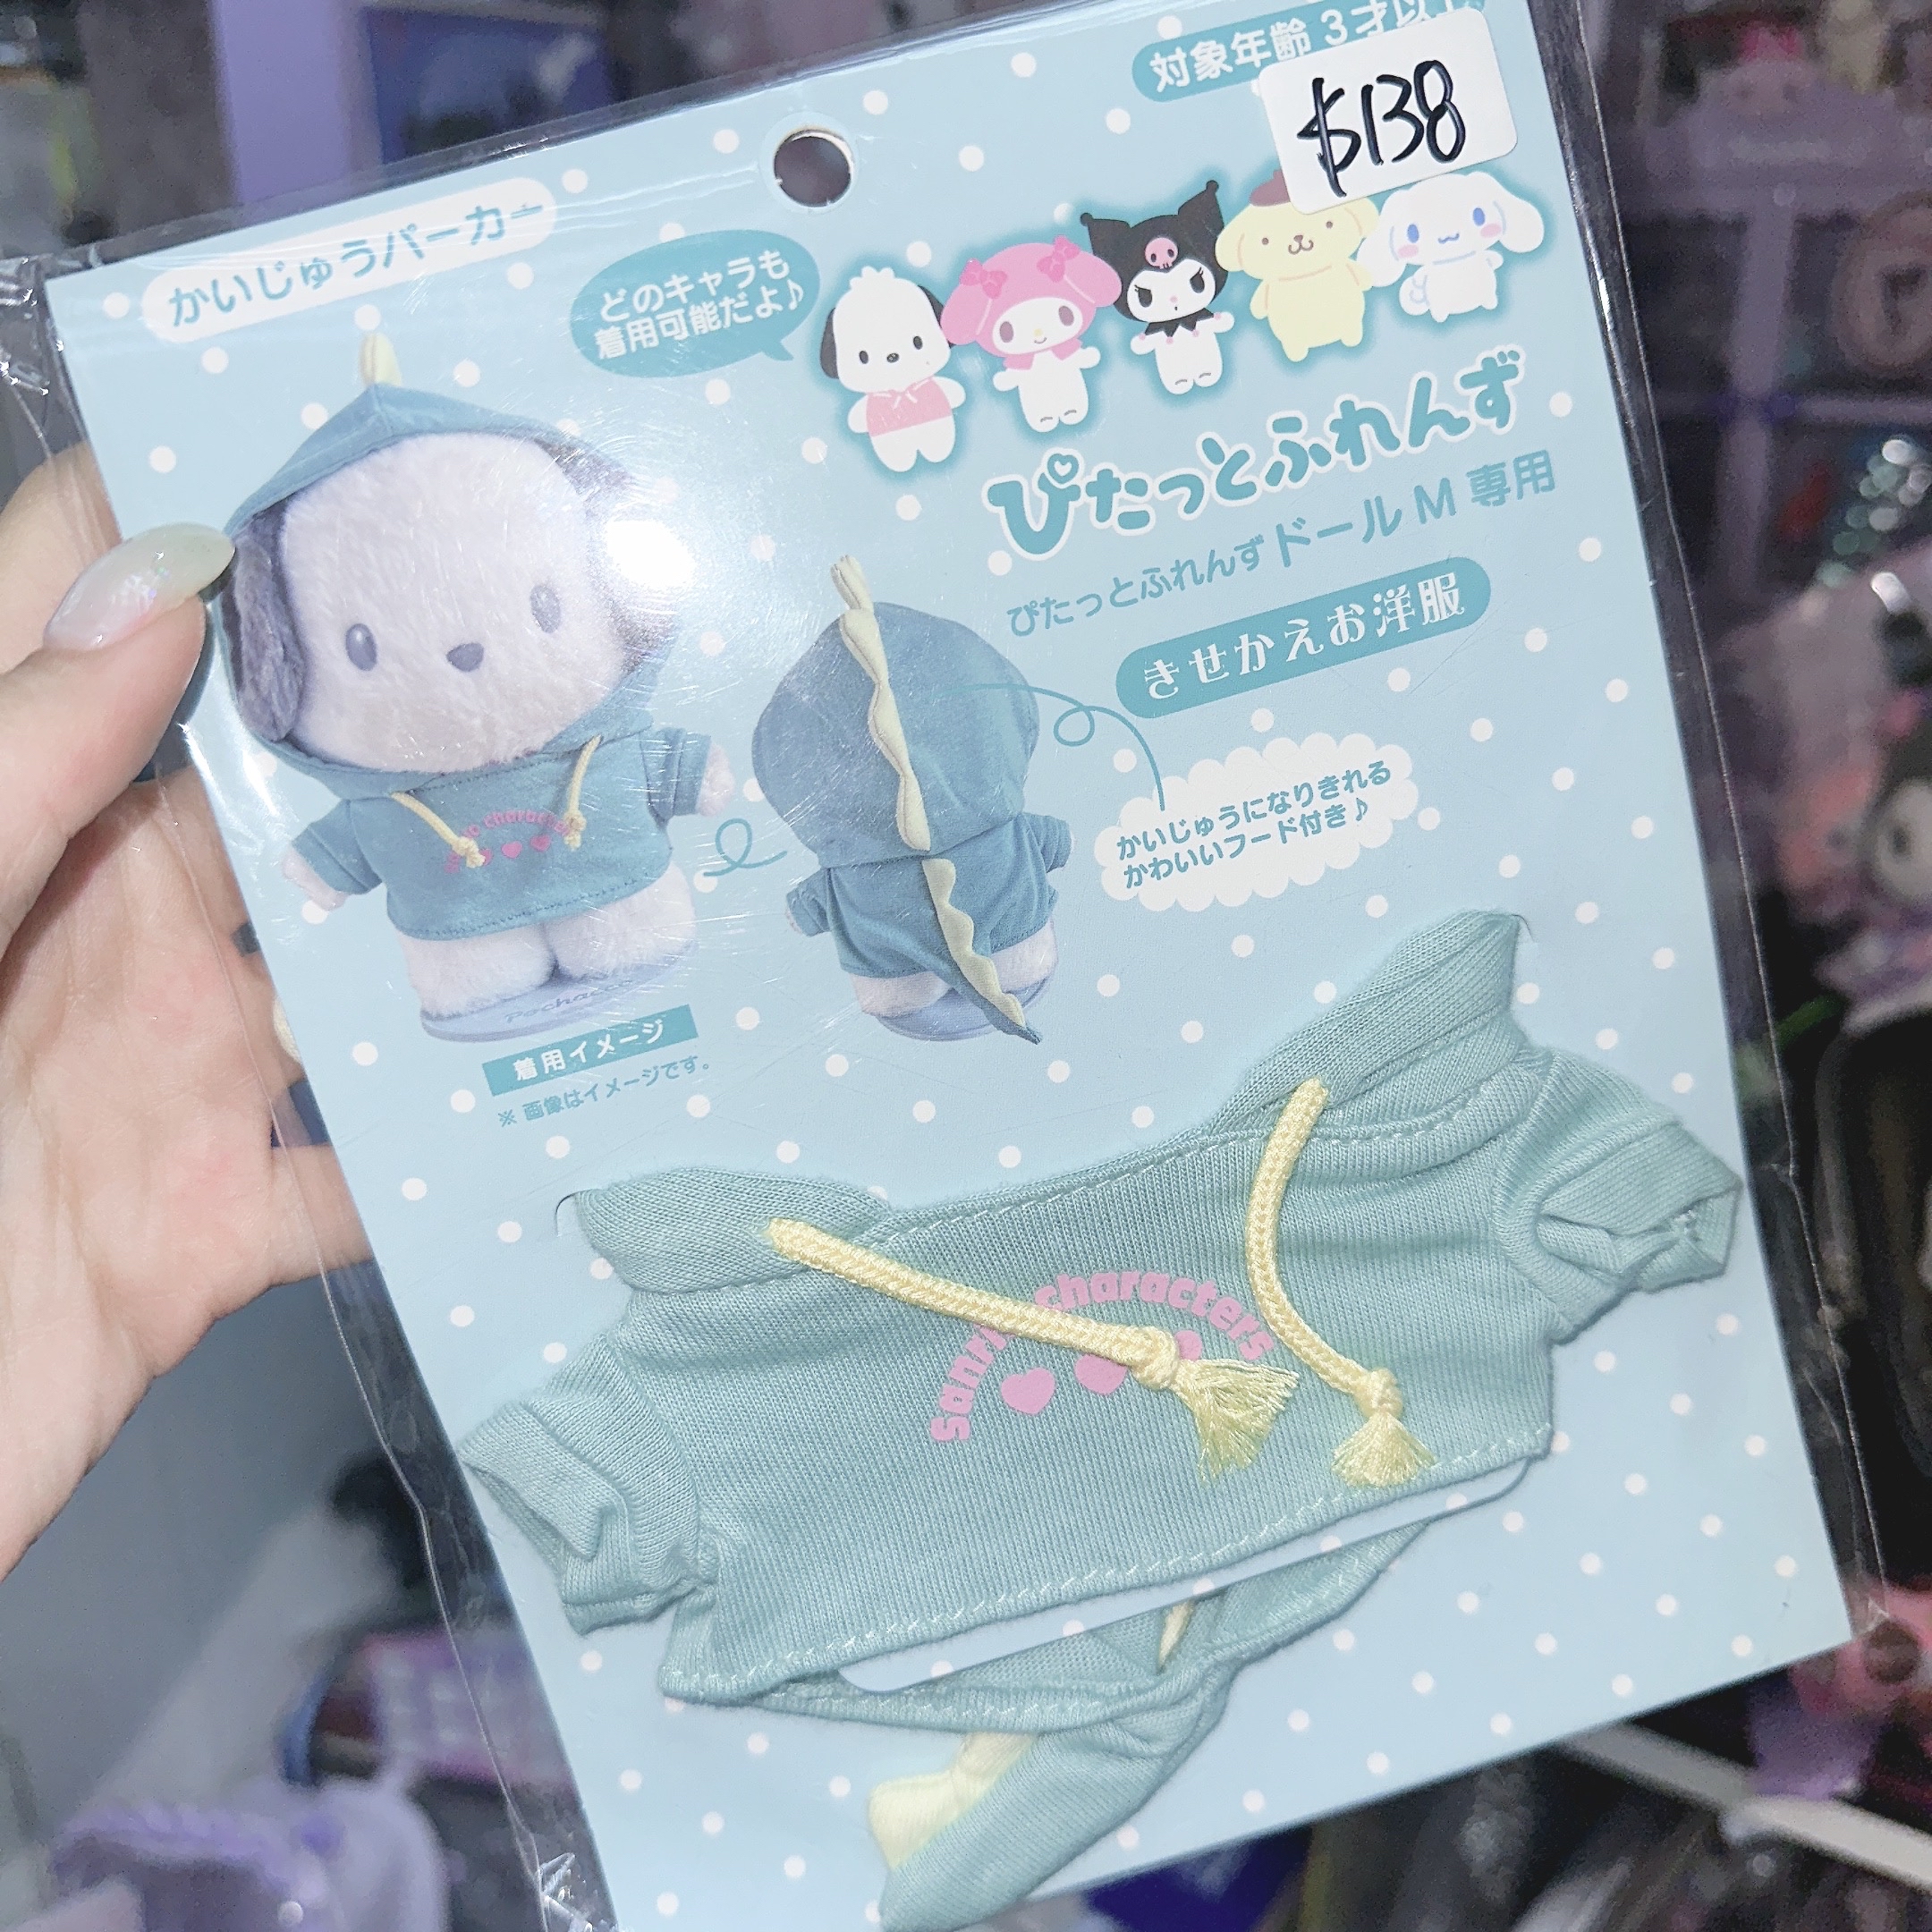 対象年齢 3才以上
$138
かいじゅうパーカー
どのキャラも
着用可能だよ♪
ぴたっとふれんず
ぴたっとふれんずドールM専用
きせかえお洋服
かいじゅうになりきれる
かわいいフード付き♪
characters
Pochacco
着用イメージ
※画像はイメージです。
characters